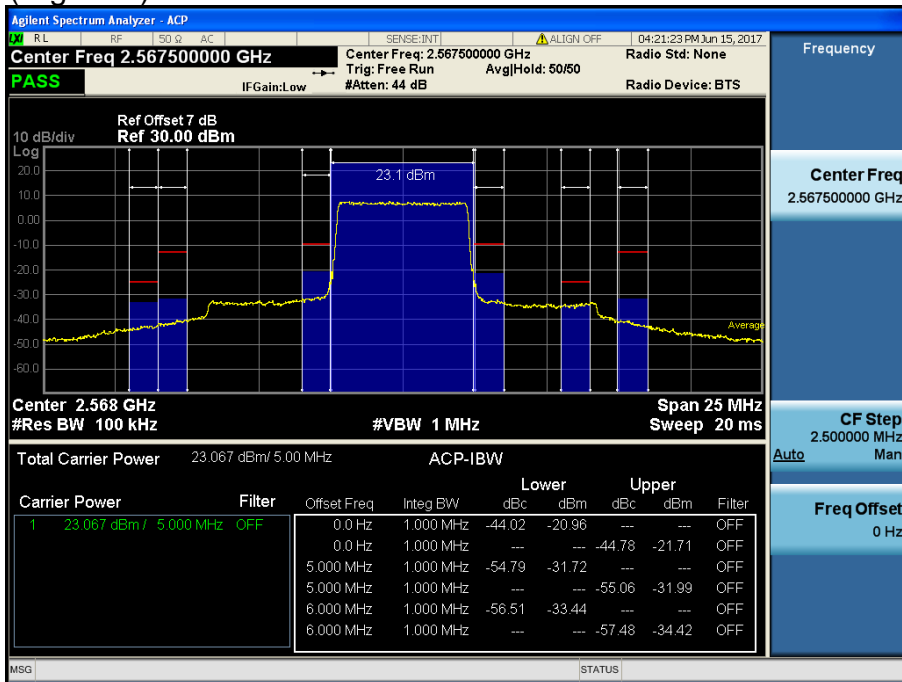 Agilent Spectrum Analyzer - ACP
LXI RL RF 50 Ω AC SENSE:INT ALIGN OFF 04:21:23 PM Jun 15, 2017
Center Freq 2.567500000 GHz
Center Freq: 2.567500000 GHz
Radio Std: None
Trig: Free Run Avg|Hold: 50/50
PASS
IFGain:Low
#Atten: 44 dB
Radio Device: BTS
Frequency
Ref Offset 7 dB
10 dB/div Ref 30.00 dBm
Log
20.0
10.0
0.00
-10.0
-20.0
-30.0
-40.0
-50.0
-60.0
23.1 dBm
Average
Center Freq
2.567500000 GHz
Center 2.568 GHz Span 25 MHz
#Res BW 100 kHz #VBW 1 MHz Sweep 20 ms
CF Step
2.500000 MHz
Auto Man
Total Carrier Power 23.067 dBm/ 5.00 MHz ACP-IBW
Lower Upper
Carrier Power Filter Offset Freq Integ BW dBc dBm dBc dBm Filter
1 23.067 dBm / 5.000 MHz OFF
0.0 Hz 1.000 MHz -44.02 -20.96 --- --- OFF
0.0 Hz 1.000 MHz --- --- -44.78 -21.71 OFF
5.000 MHz 1.000 MHz -54.79 -31.72 --- --- OFF
5.000 MHz 1.000 MHz --- --- -55.06 -31.99 OFF
6.000 MHz 1.000 MHz -56.51 -33.44 --- --- OFF
6.000 MHz 1.000 MHz --- --- -57.48 -34.42 OFF
Freq Offset
0 Hz
MSG STATUS